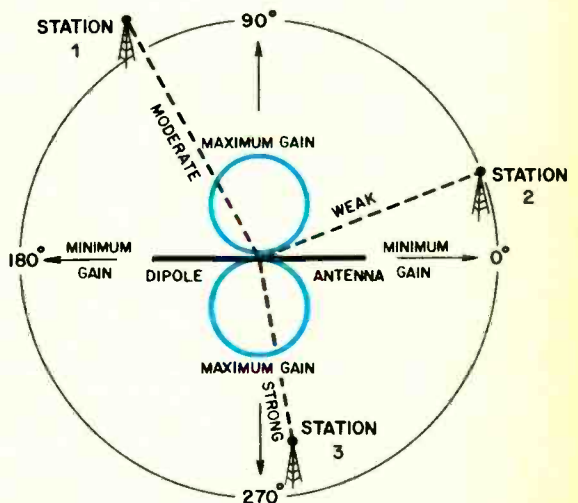 STATION
1
90°
MODERATE
MAXIMUM GAIN
WEAK
STATION
2
180°
MINIMUM
GAIN
DIPOLE
ANTENNA
MINIMUM
GAIN
0°
MAXIMUM GAIN
STRONG
STATION
3
270°